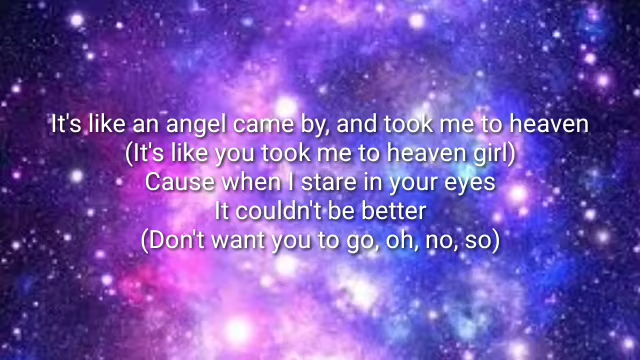 It's like an angel came by, and took me to heaven
(It's like you took me to heaven girl)
Cause when I stare in your eyes
It couldn't be better
(Don't want you to go, oh, no, so)